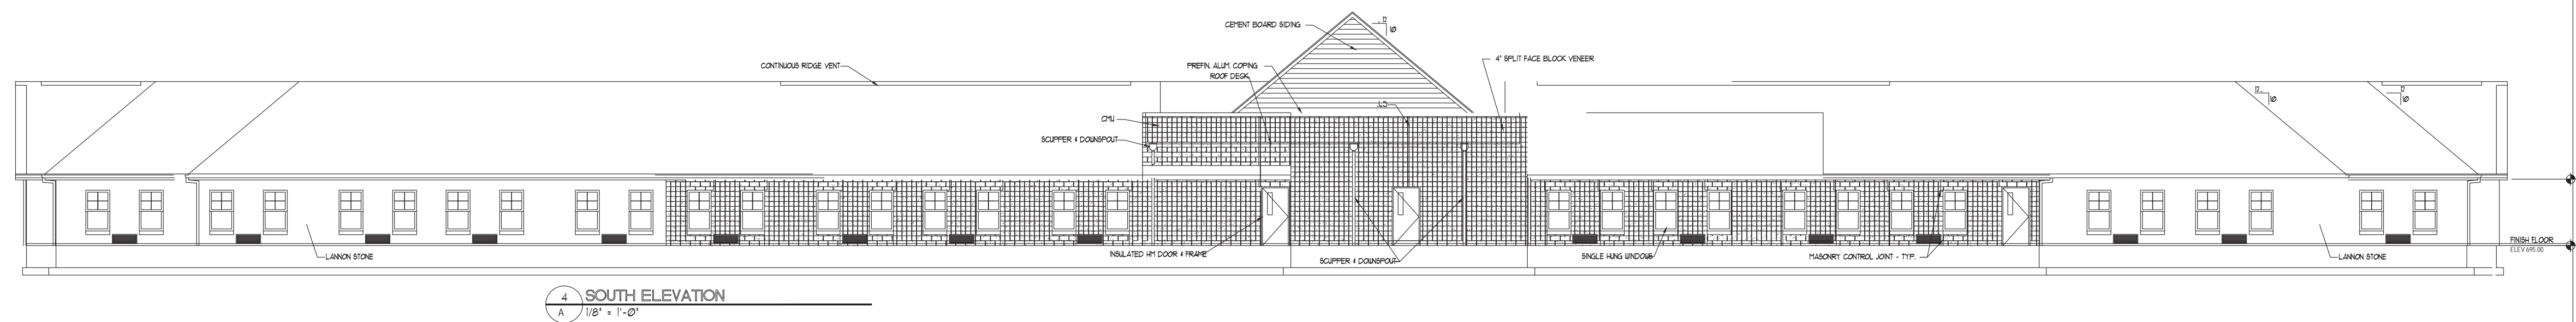 CEMENT BOARD SIDING
12
10
CONTINUOUS RIDGE VENT
PREFIN. ALUM. COPING
ROOF DECK
4" SPLIT FACE BLOCK VENEER
C.J.
CMU
SCUPPER & DOWNSPOUT
12
10
12
10
LANNON STONE
INSULATED HM DOOR & FRAME
SCUPPER & DOWNSPOUT
SINGLE HUNG WINDOWS
MASONRY CONTROL JOINT - TYP.
LANNON STONE
FINISH FLOOR
ELEV 695.00
4
A
SOUTH ELEVATION
1/8" = 1'-0"